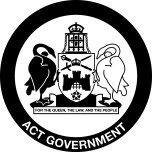 FOR THE QUEEN, THE LAW AND THE PEOPLE
ACT GOVERNMENT